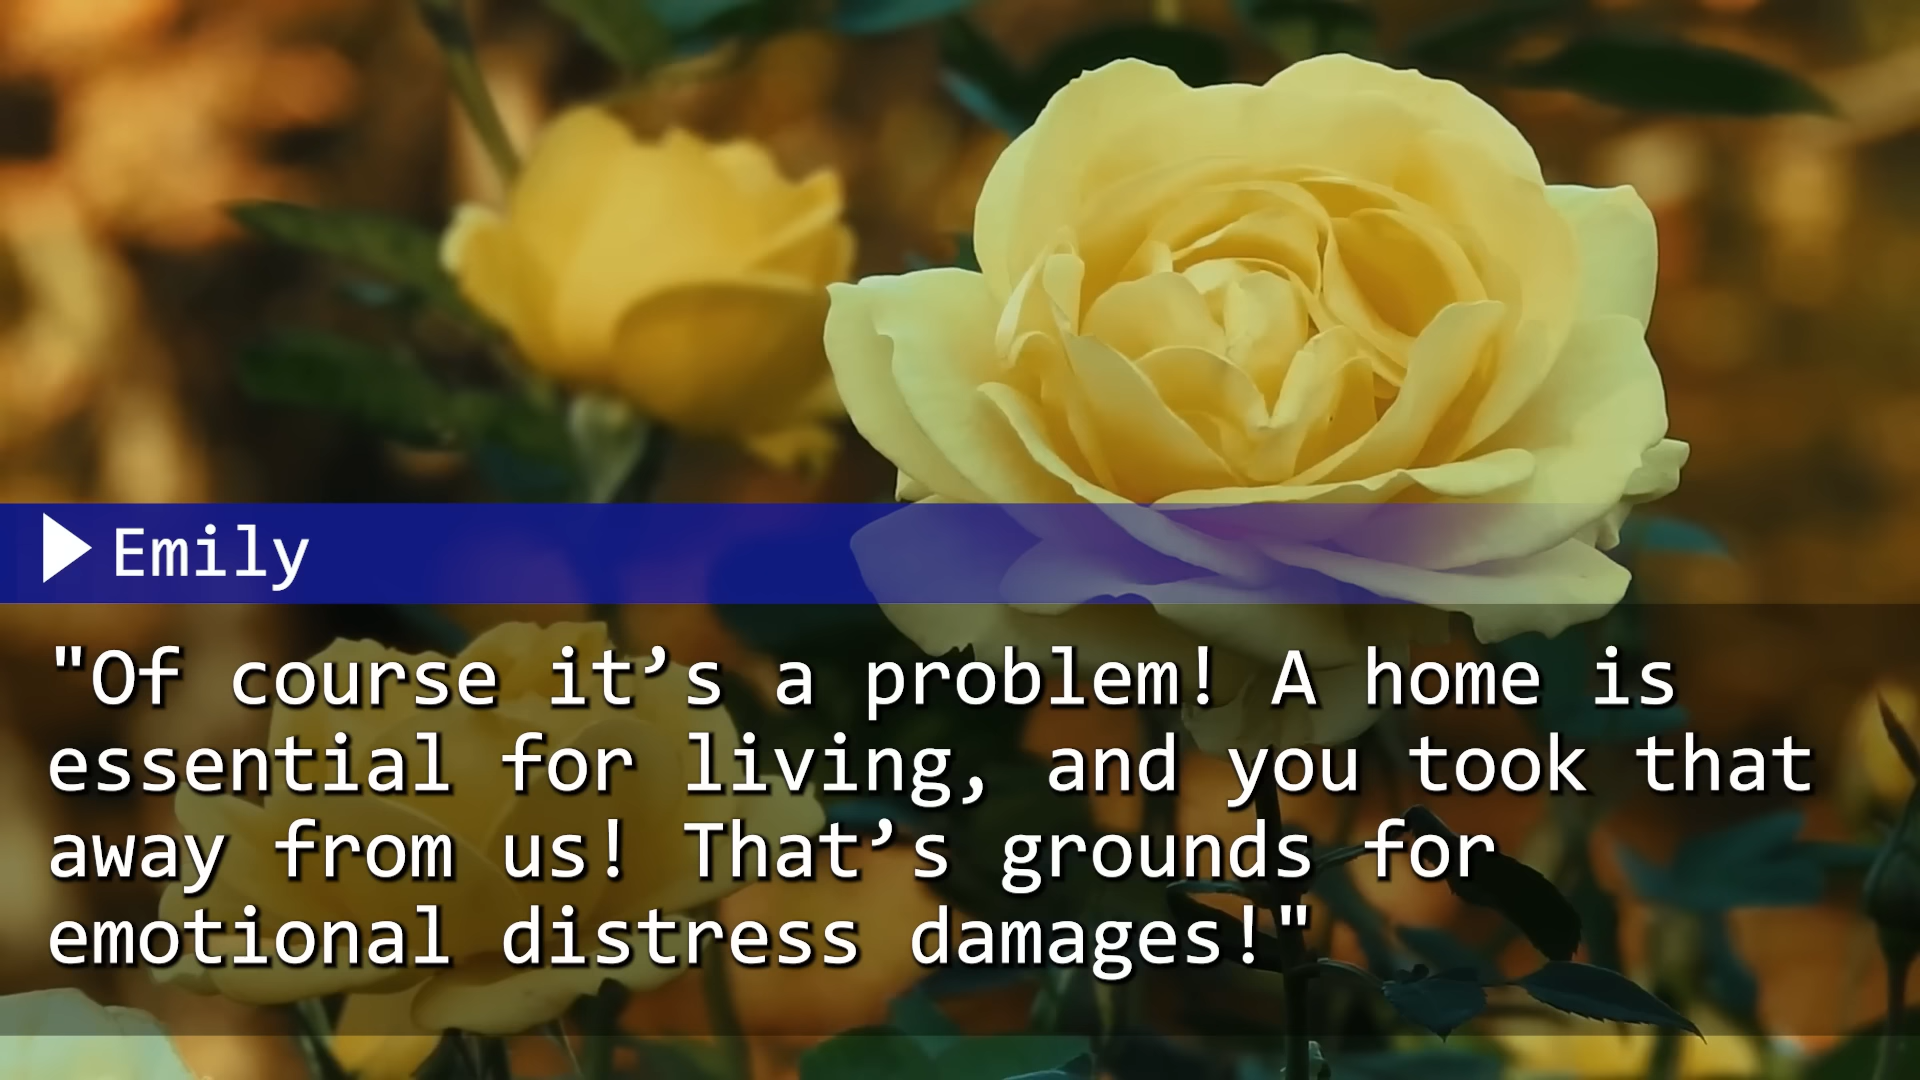 Emily
"Of course it’s a problem! A home is
essential for living, and you took that
away from us! That’s grounds for
emotional distress damages!"